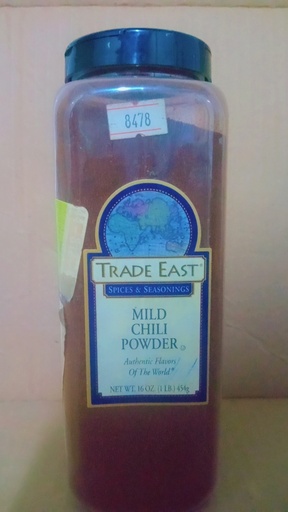 8478
TRADE EAST®
SPICES & SEASONINGS
MILD
CHILI
POWDER
Authentic Flavors
Of The World®
NET WT. 16 OZ. (1 LB.) 454g